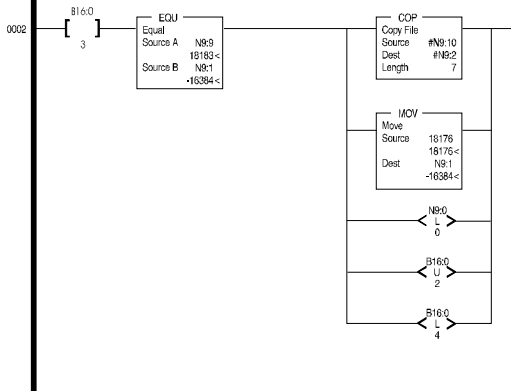 B16:0
0002
3
EQU
Equal
Source A N9:9
18183<
Source B N9:1
-16384<
COP
Copy File
Source #N9:10
Dest #N9:2
Length 7
MOV
Move
Source 18176
18176<
Dest N9:1
-16384<
N9:0
L
0
B16:0
U
2
B16:0
L
4